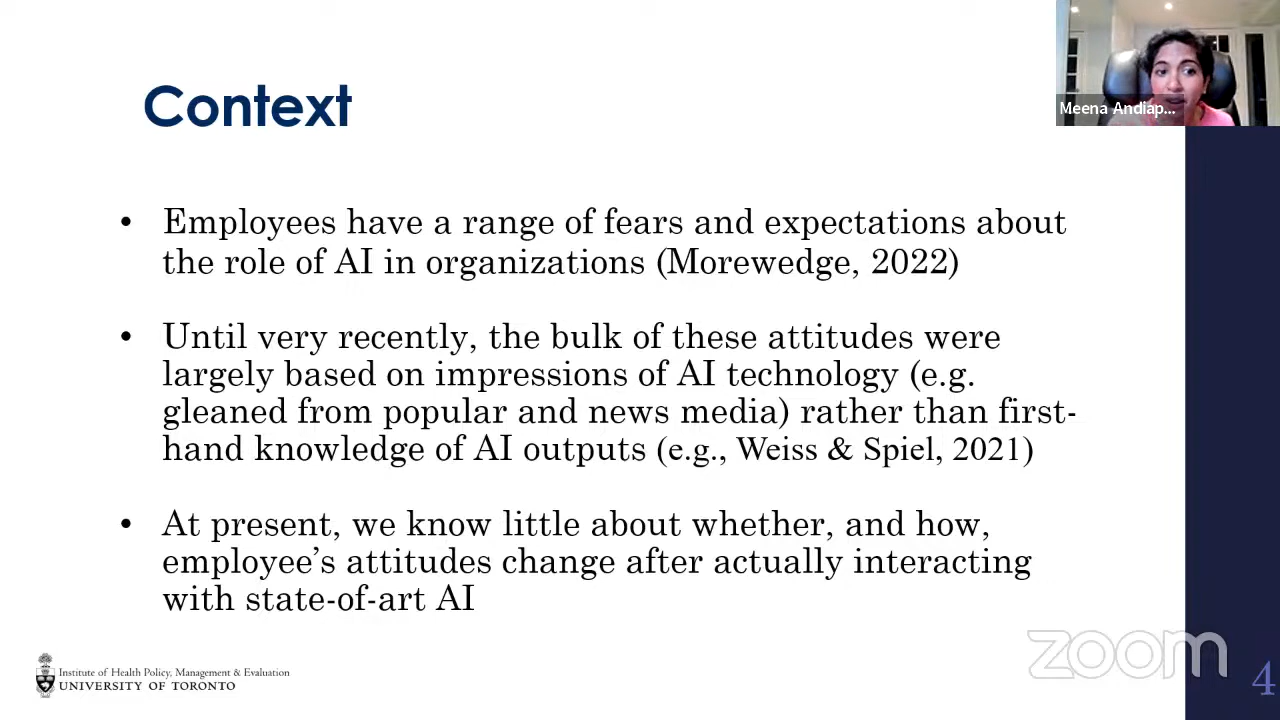 Context
Meena Andiap...
• Employees have a range of fears and expectations about
the role of AI in organizations (Morewedge, 2022)
• Until very recently, the bulk of these attitudes were
largely based on impressions of AI technology (e.g.
gleaned from popular and news media) rather than first-
hand knowledge of AI outputs (e.g., Weiss & Spiel, 2021)
• At present, we know little about whether, and how,
employee’s attitudes change after actually interacting
with state-of-art AI
Institute of Health Policy, Management & Evaluation
UNIVERSITY OF TORONTO
zoom
4